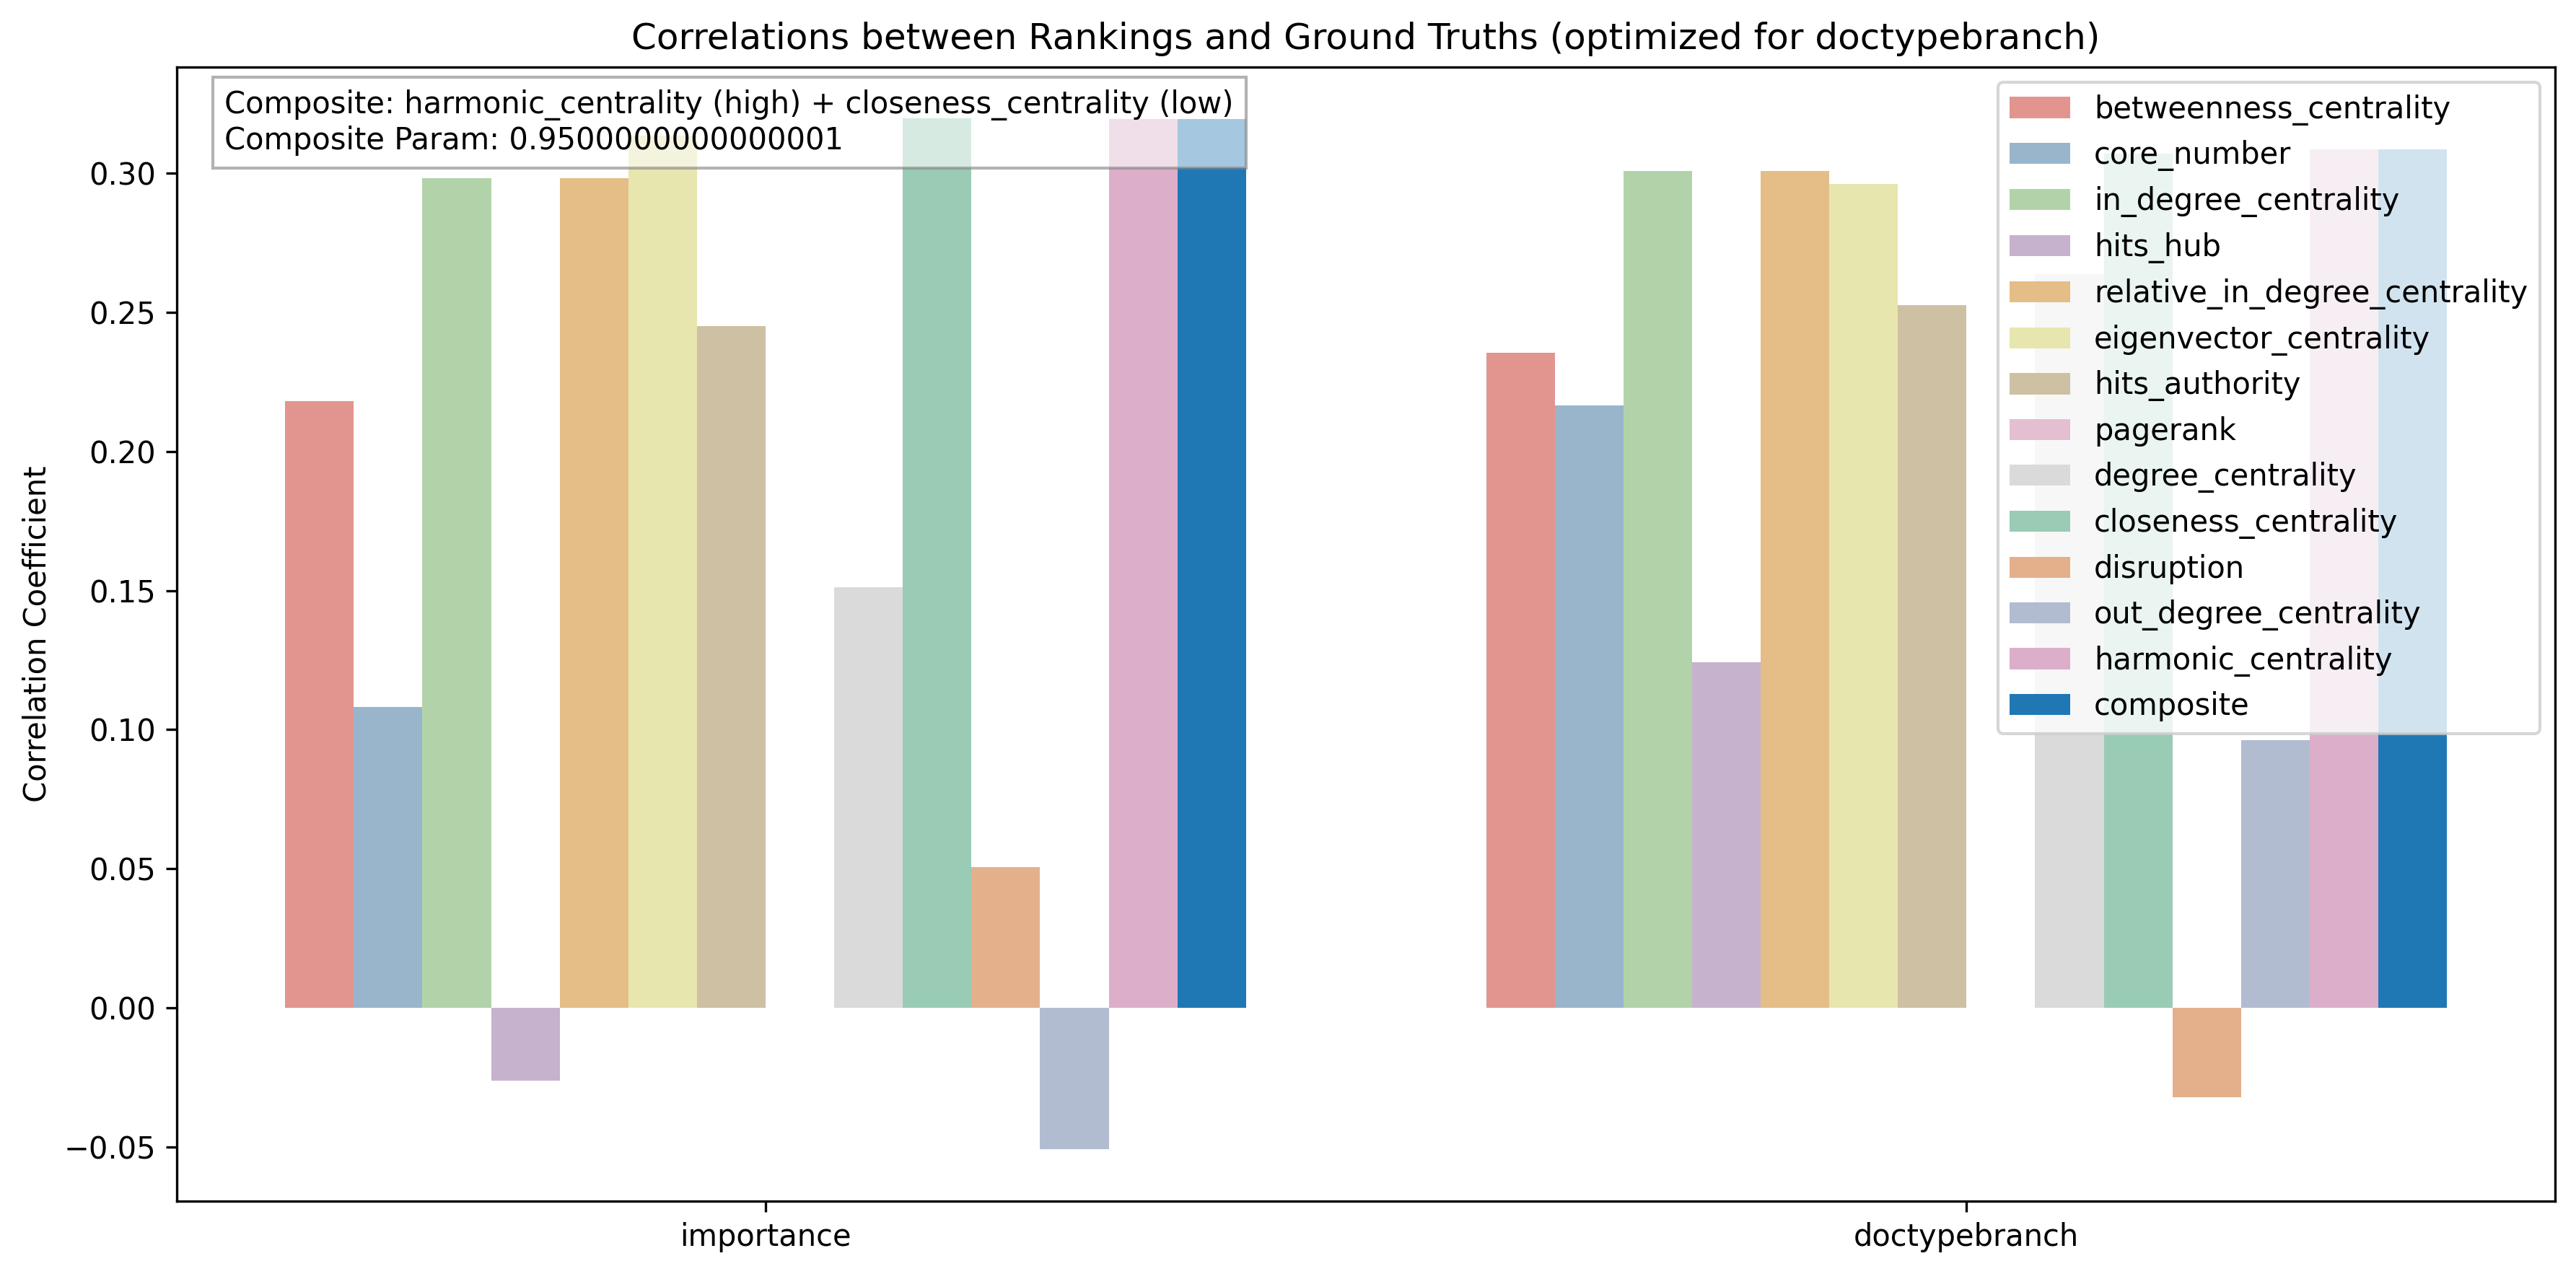 Correlations between Rankings and Ground Truths (optimized for doctypebranch)
Composite: harmonic_centrality (high) + closeness_centrality (low)
Composite Param: 0.9500000000000001
betweenness_centrality
core_number
in_degree_centrality
hits_hub
relative_in_degree_centrality
eigenvector_centrality
hits_authority
pagerank
degree_centrality
closeness_centrality
disruption
out_degree_centrality
harmonic_centrality
composite
Correlation Coefficient
0.30
0.25
0.20
0.15
0.10
0.05
0.00
−0.05
importance
doctypebranch